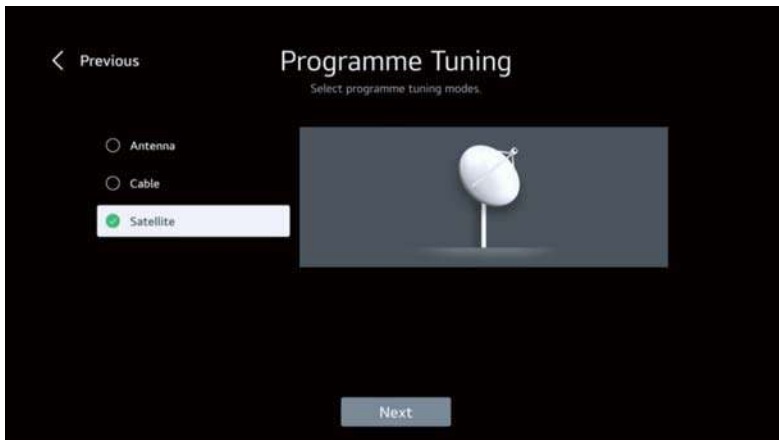 Previous
Programme Tuning
Select programme tuning modes.
Antenna
Cable
Satellite
Next